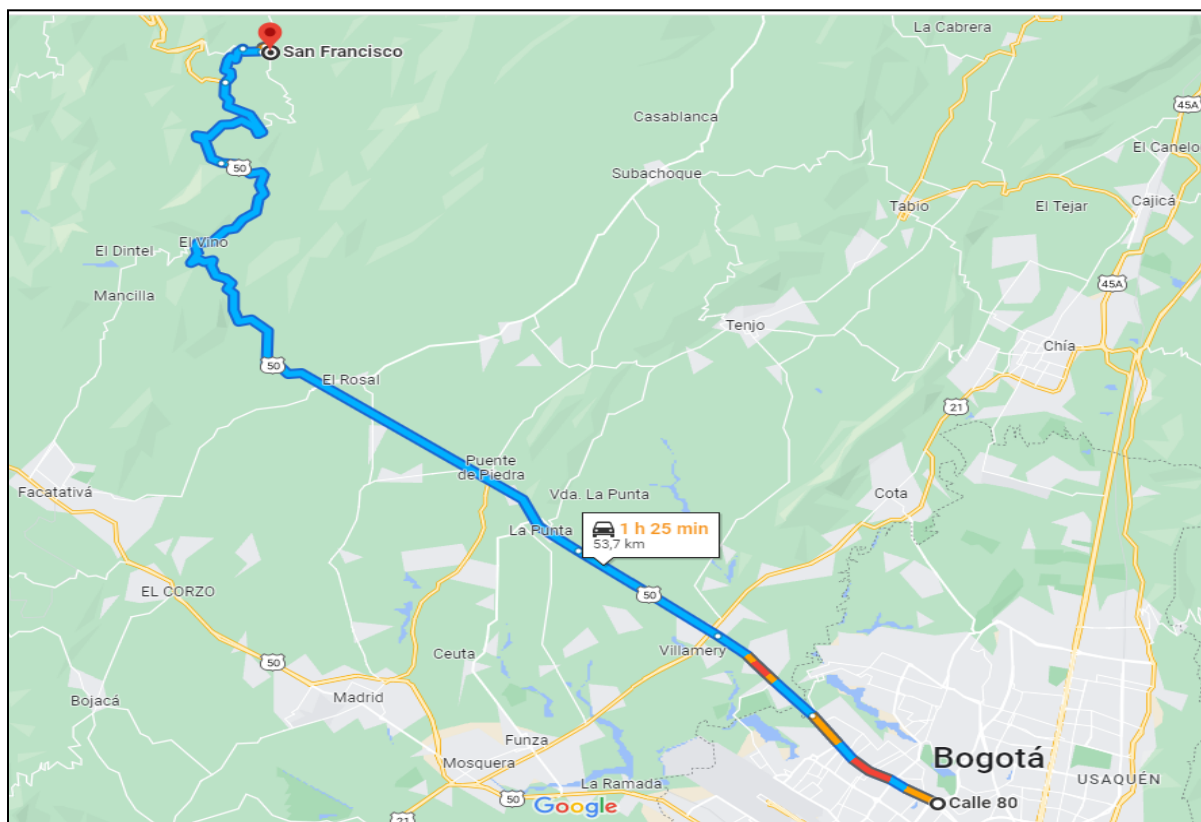 La Cabrera
San Francisco
45A
Casablanca
El Canelo
Subachoque
50
Tabio
El Tejar
Cajicá
El Vino
El Dintel
Mancilla
45A
Tenjo
Chía
50
El Rosal
21
Puente
de Piedra
Facatativá
Vda. La Punta
Cota
La Punta
1 h 25 min
53,7 km
EL CORZO
50
Villamery
Ceuta
50
Madrid
Bojacá
Funza
Bogotá
Mosquera
USAQUÉN
La Ramada
50
Google
Calle 80
21